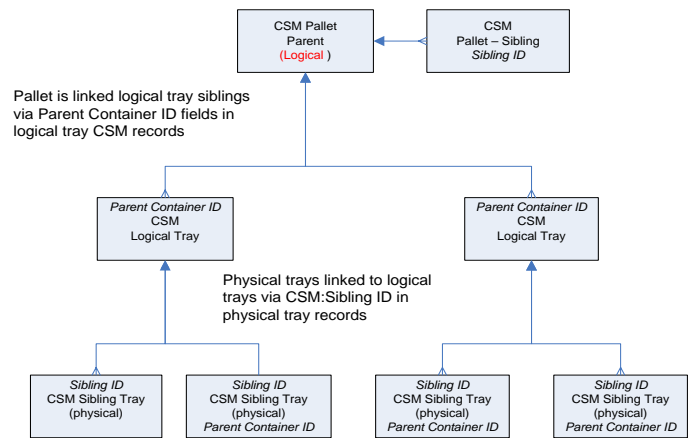 CSM Pallet
Parent
(Logical )
CSM
Pallet – Sibling
Sibling ID
Pallet is linked logical tray siblings
via Parent Container ID fields in
logical tray CSM records
Parent Container ID
CSM
Logical Tray
Parent Container ID
CSM
Logical Tray
Physical trays linked to logical
trays via CSM:Sibling ID in
physical tray records
Sibling ID
CSM Sibling Tray
(physical)
Sibling ID
CSM Sibling Tray
(physical)
Parent Container ID
Sibling ID
CSM Sibling Tray
(physical)
Parent Container ID
Sibling ID
CSM Sibling Tray
(physical)
Parent Container ID